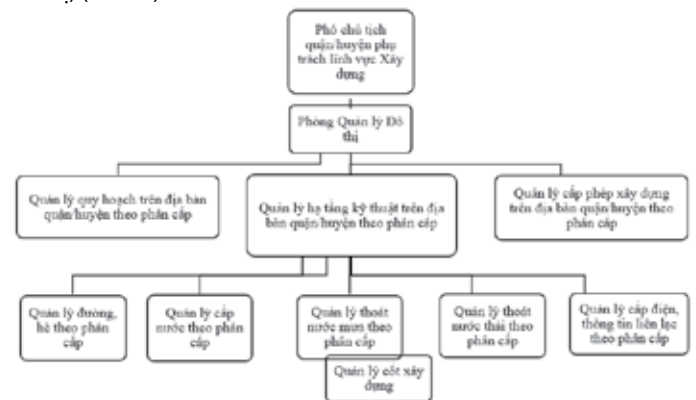 Phó chủ tịch
quận/huyện phụ
trách lĩnh vực Xây
dựng
Phòng Quản lý Đô
thị
Quản lý quy hoạch trên địa bàn
quận/huyện theo phân cấp
Quản lý hạ tầng kỹ thuật trên địa
bàn quận/huyện theo phân cấp
Quản lý cấp phép xây dựng
trên địa bàn quận/huyện theo
phân cấp
Quản lý đường,
hè theo phân
cấp
Quản lý cấp
nước theo phân
cấp
Quản lý thoát
nước mưa theo
phân cấp
Quản lý thoát
nước thải theo
phân cấp
Quản lý cấp điện,
thông tin liên lạc
theo phân cấp
Quản lý cốt xây
dựng